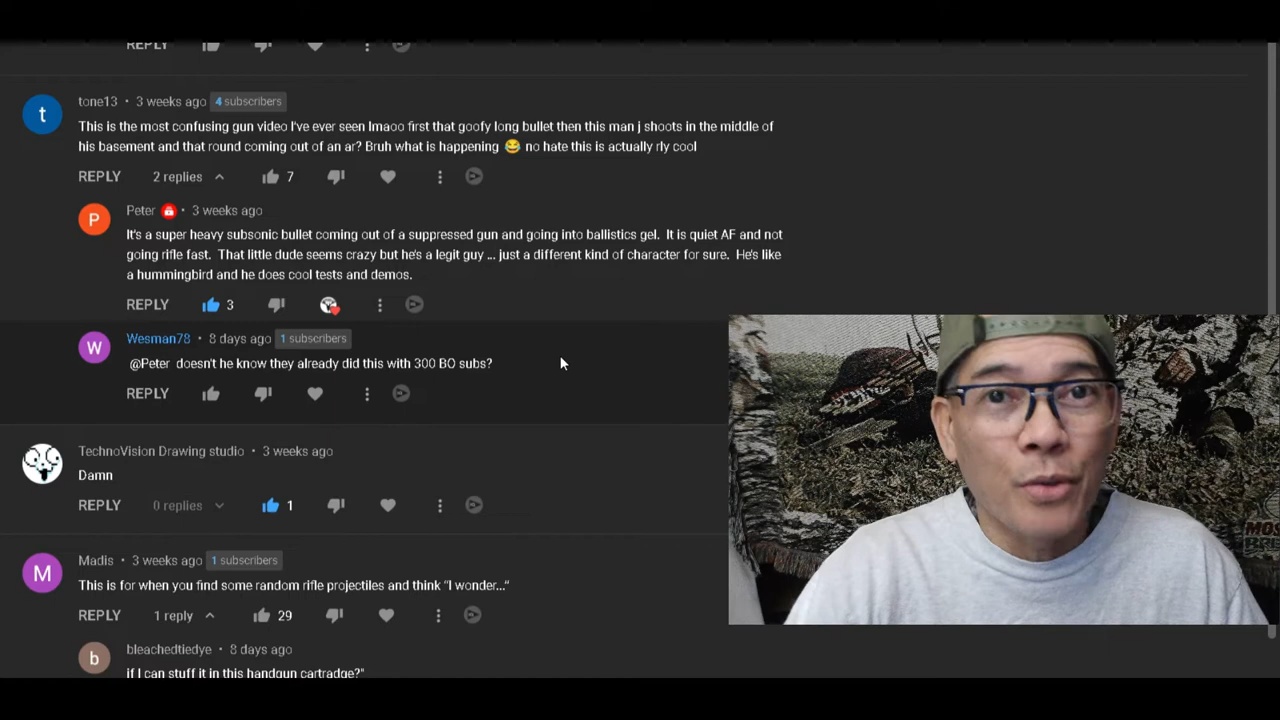 REPLY
t
tone13 • 3 weeks ago 4 subscribers
This is the most confusing gun video I've ever seen lmaoo first that goofy long bullet then this man j shoots in the middle of
his basement and that round coming out of an ar? Bruh what is happening 😂 no hate this is actually rly cool
REPLY 2 replies 7
P
Peter • 3 weeks ago
It's a super heavy subsonic bullet coming out of a suppressed gun and going into ballistics gel. It is quiet AF and not
going rifle fast. That little dude seems crazy but he's a legit guy ... just a different kind of character for sure. He's like
a hummingbird and he does cool tests and demos.
REPLY 3
W
Wesman78 • 8 days ago 1 subscribers
@Peter doesn't he know they already did this with 300 BO subs?
REPLY
TechnoVision Drawing studio • 3 weeks ago
Damn
REPLY 0 replies 1
M
Madis • 3 weeks ago 1 subscribers
This is for when you find some random rifle projectiles and think “I wonder...“
REPLY 1 reply 29
b
bleachedtiedye • 8 days ago
if I can stuff it in this handgun cartradge?"